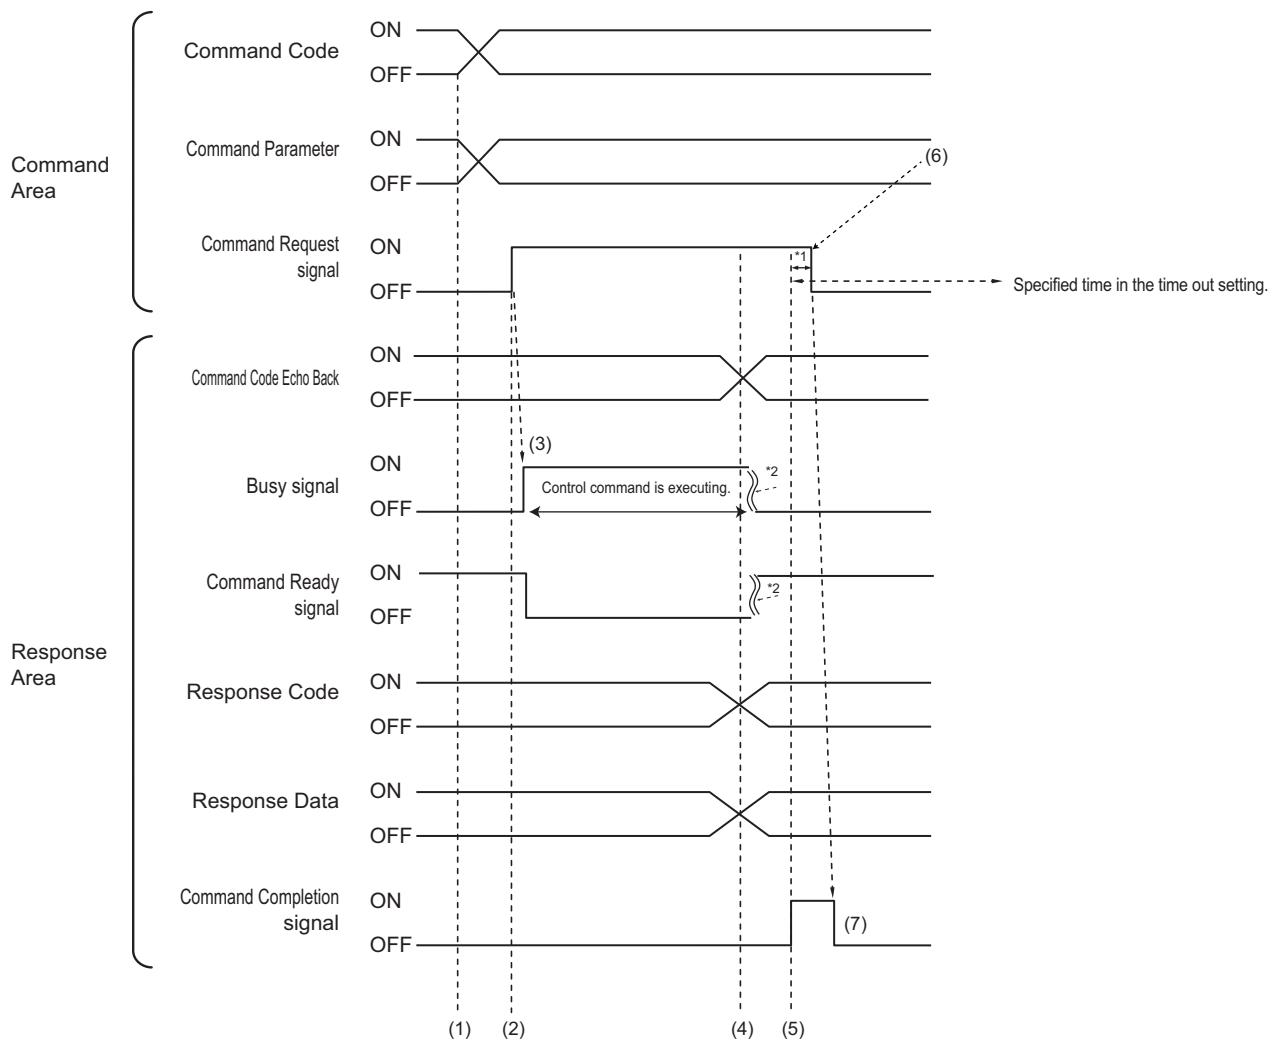 Command
Area
Command Code
ON
OFF
Command Parameter
ON
OFF
(6)
Command Request
signal
ON
OFF
*1
Specified time in the time out setting.
Response
Area
Command Code Echo Back
ON
OFF
(3)
Busy signal
ON
OFF
Control command is executing.
*2
Command Ready
signal
ON
OFF
*2
Response Code
ON
OFF
Response Data
ON
OFF
Command Completion
signal
ON
OFF
(7)
(1)
(2)
(4)
(5)